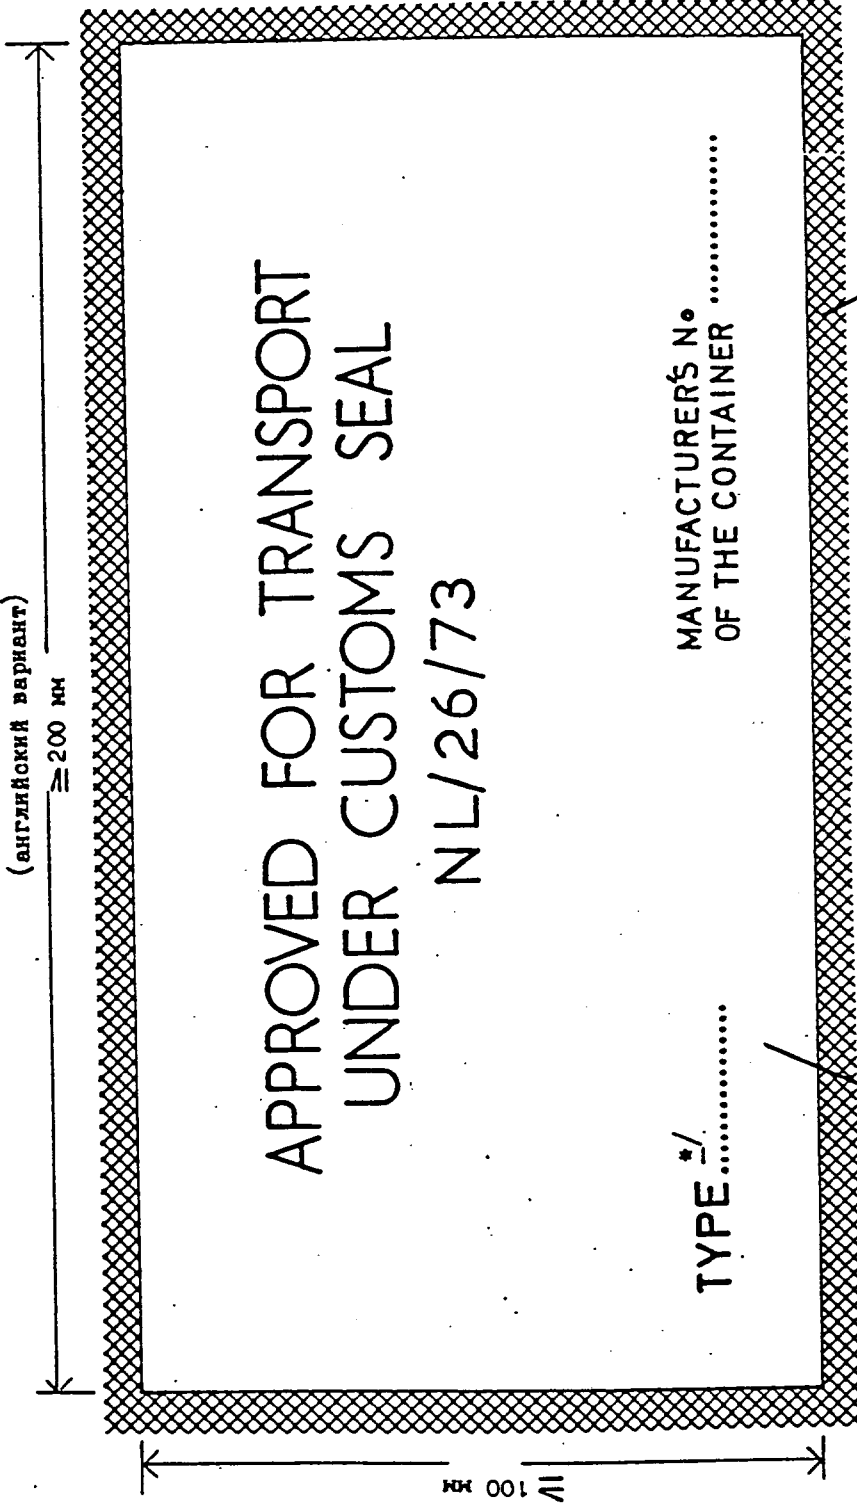 (английский вариант)
≥200 мм
APPROVED FOR TRANSPORT
UNDER CUSTOMS SEAL
NL/26/73
TYPE */............
MANUFACTURER'S No
OF THE CONTAINER ................
≥ 100 мм